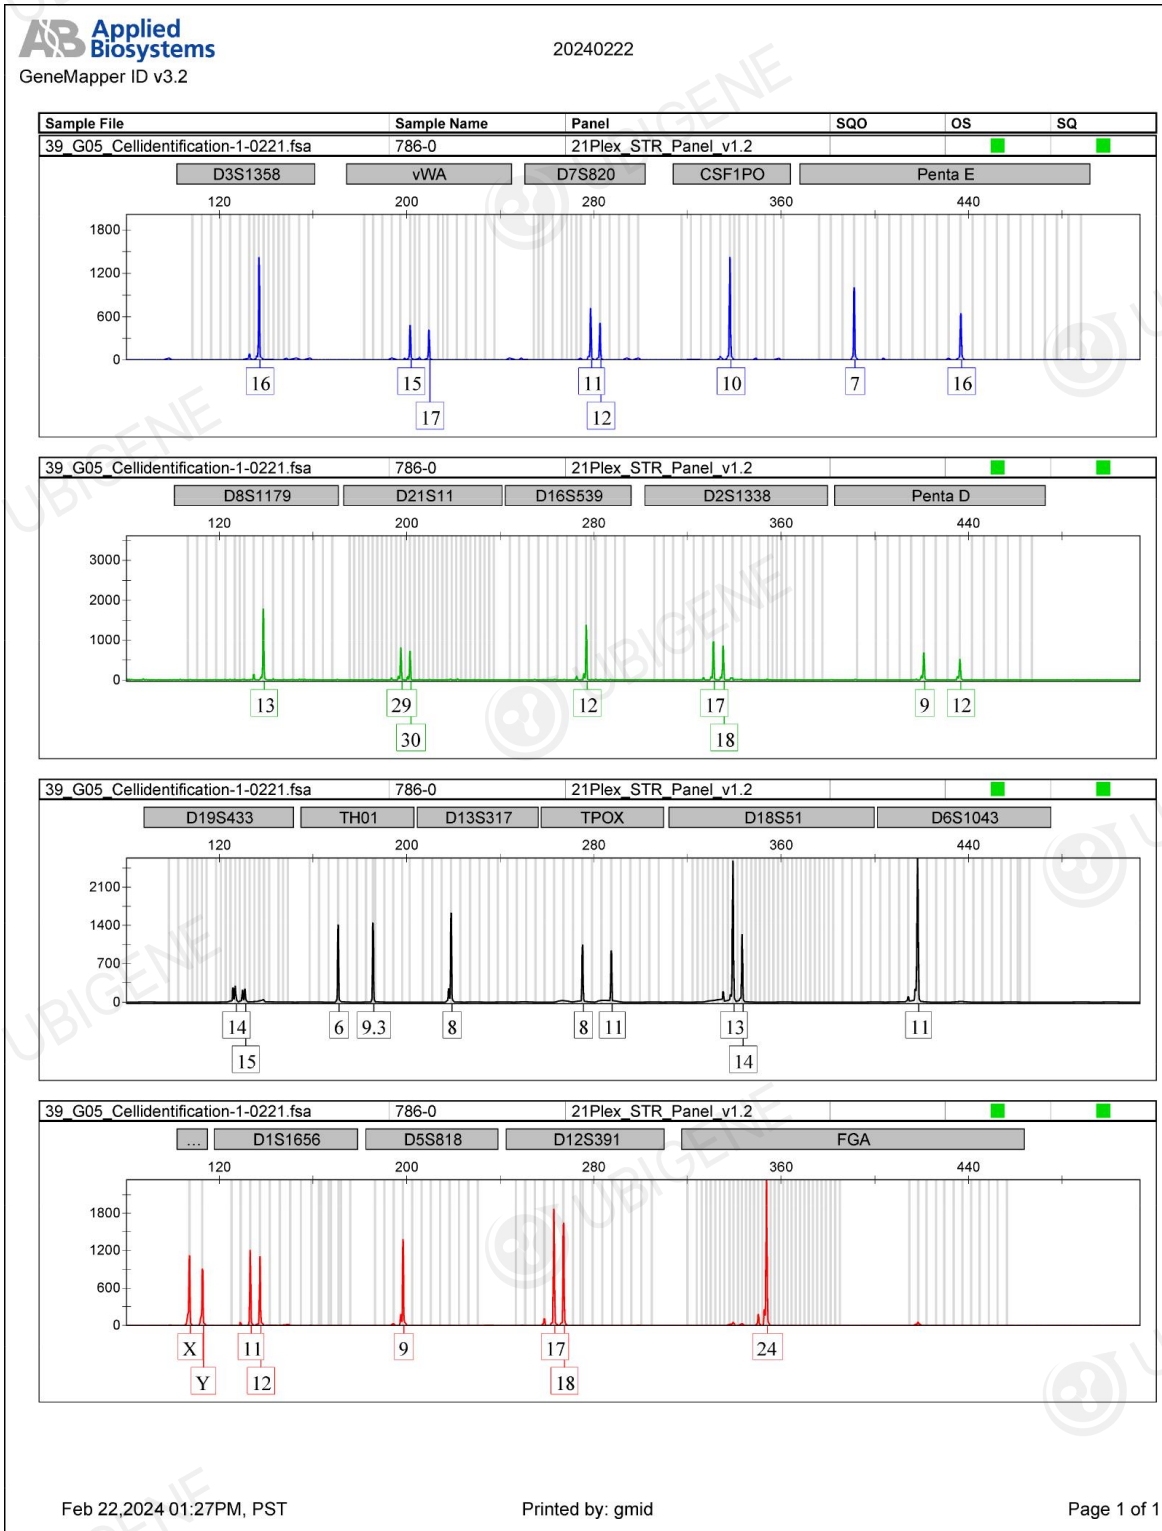 AB Applied Biosystems
20240222
GeneMapper ID v3.2
Sample File Sample Name Panel SQO OS SQ
39_G05_Cellidentification-1-0221.fsa 786-0 21Plex_STR_Panel_v1.2
D3S1358 vWA D7S820 CSF1PO Penta E
120 200 280 360 440
1800
1200
600
0
16 15 11 10 7 16
17 12
39_G05_Cellidentification-1-0221.fsa 786-0 21Plex_STR_Panel_v1.2
D8S1179 D21S11 D16S539 D2S1338 Penta D
120 200 280 360 440
3000
2000
1000
0
13 29 12 17 9 12
30 18
39_G05_Cellidentification-1-0221.fsa 786-0 21Plex_STR_Panel_v1.2
D19S433 TH01 D13S317 TPOX D18S51 D6S1043
120 200 280 360 440
2100
1400
700
0
14 6 9.3 8 8 11 13 11
15 14
39_G05_Cellidentification-1-0221.fsa 786-0 21Plex_STR_Panel_v1.2
... D1S1656 D5S818 D12S391 FGA
120 200 280 360 440
1800
1200
600
0
X 11 9 17 24
Y 12 18
Feb 22,2024 01:27PM, PST Printed by: gmid Page 1 of 1
UBIGENE
UBIGENE
UBIGENE
UBIGENE
UBIGENE